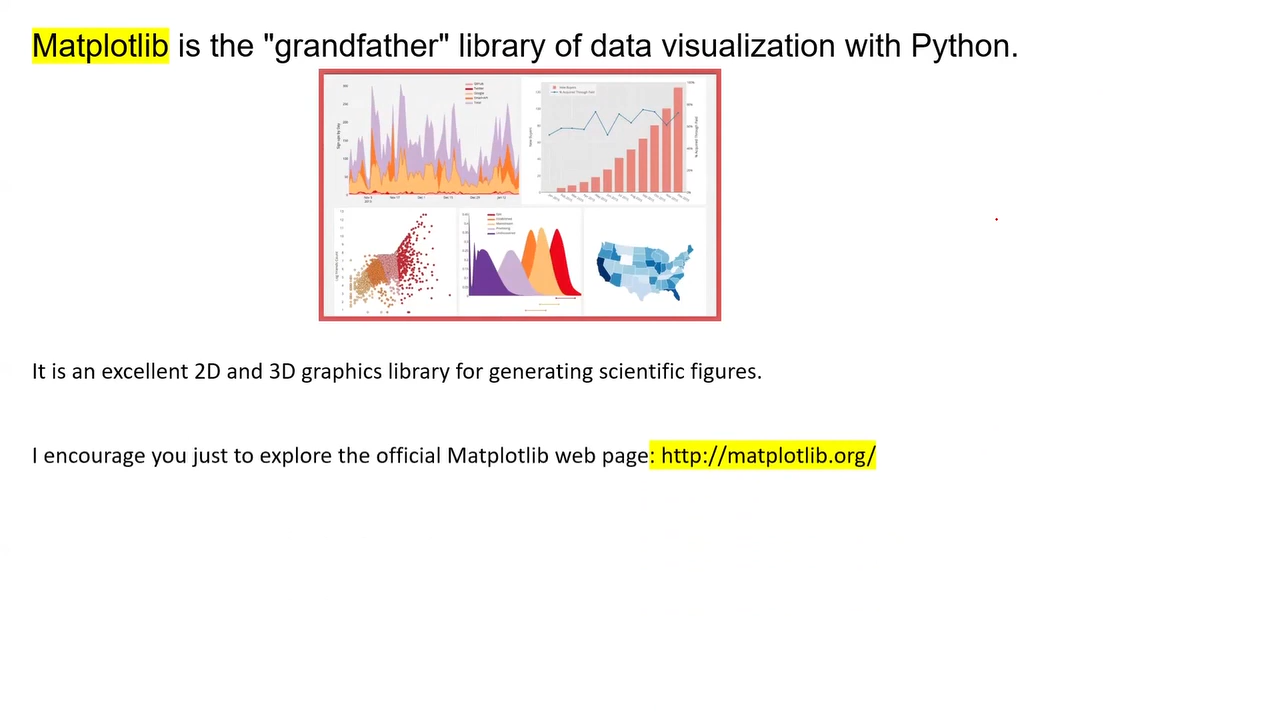 Matplotlib is the "grandfather" library of data visualization with Python.
It is an excellent 2D and 3D graphics library for generating scientific figures.
I encourage you just to explore the official Matplotlib web page: http://matplotlib.org/